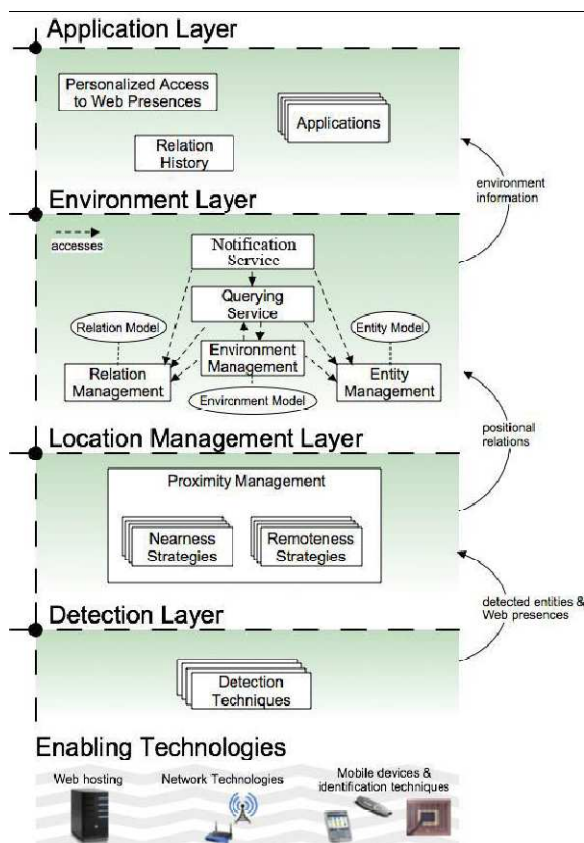 Application Layer
Personalized Access
to Web Presences
Applications
Relation
History
environment
information
Environment Layer
accesses
Notification
Service
Querying
Service
Relation Model
Entity Model
Environment
Management
Relation
Management
Entity
Management
Environment Model
positional
relations
Location Management Layer
Proximity Management
Nearness
Strategies
Remoteness
Strategies
detected entities &
Web presences
Detection Layer
Detection
Techniques
Enabling Technologies
Web hosting
Network Technologies
Mobile devices &
identification techniques